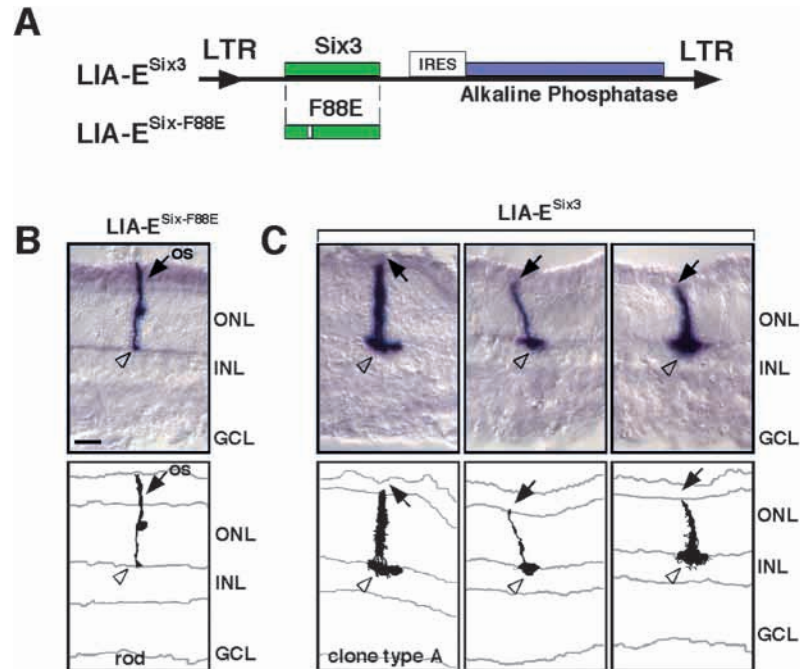 A
LTR
Six3
LTR
LIA-E^Six3
IRES
Alkaline Phosphatase
F88E
LIA-E^Six-F88E
B
LIA-E^Six-F88E
os
ONL
INL
GCL
os
ONL
INL
GCL
rod
C
LIA-E^Six3
ONL
INL
GCL
ONL
INL
GCL
clone type A